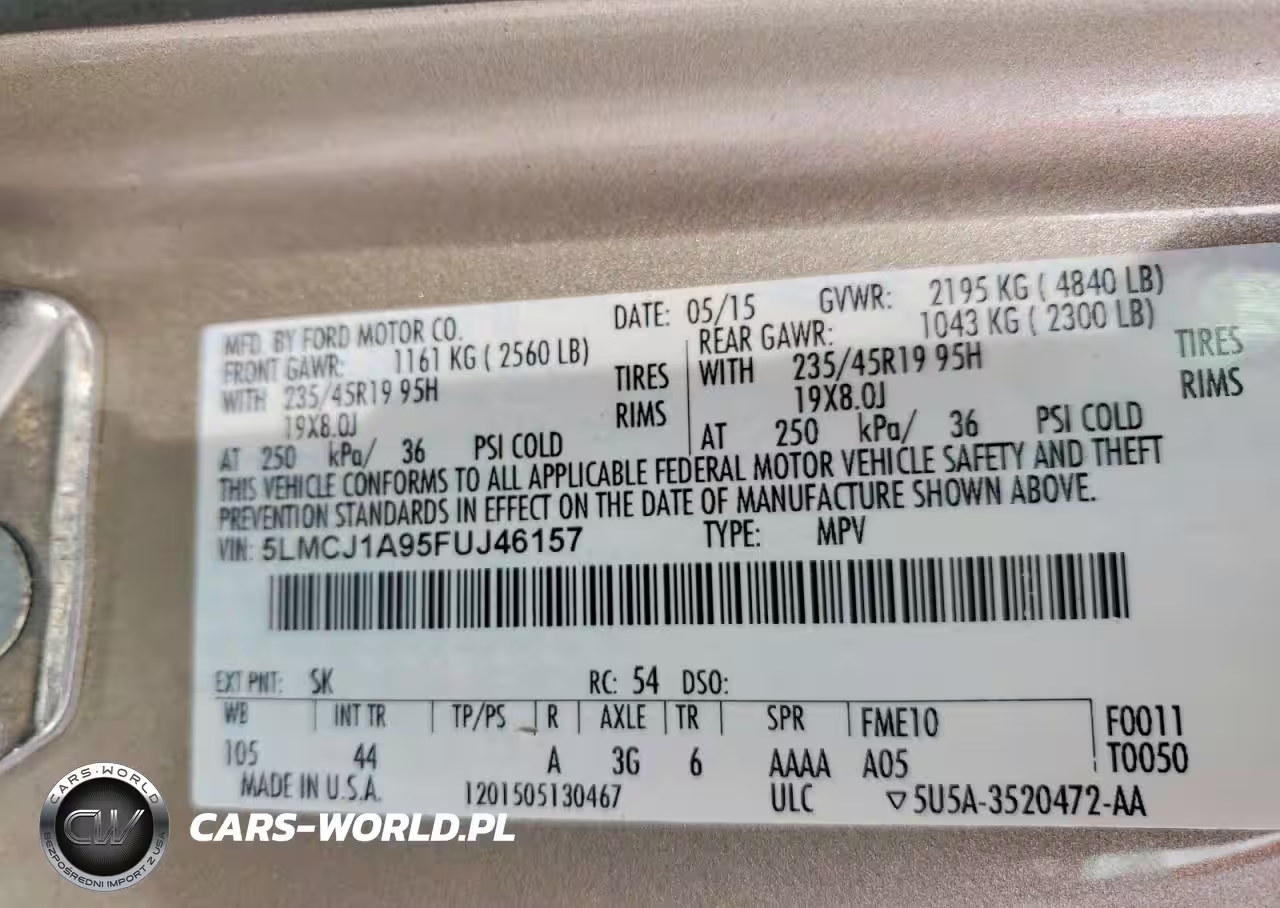 MFD. BY FORD MOTOR CO. DATE: 05/15 GVWR: 2195 KG ( 4840 LB)
FRONT GAWR: 1161 KG ( 2560 LB) REAR GAWR: 1043 KG ( 2300 LB)
WITH 235/45R19 95H TIRES WITH 235/45R19 95H TIRES
19X8.0J RIMS 19X8.0J RIMS
AT 250 kPa/ 36 PSI COLD AT 250 kPa/ 36 PSI COLD
THIS VEHICLE CONFORMS TO ALL APPLICABLE FEDERAL MOTOR VEHICLE SAFETY AND THEFT
PREVENTION STANDARDS IN EFFECT ON THE DATE OF MANUFACTURE SHOWN ABOVE.
VIN: 5LMCJ1A95FUJ46157 TYPE: MPV
EXT PNT: SK RC: 54 DSO:
WB INT TR TP/PS R AXLE TR SPR FME10 F0011
105 44 A 3G 6 AAAA A05 T0050
MADE IN U.S.A. 1201505130467 ULC ▽5U5A-3520472-AA
CARS-WORLD
CW
BEZPOŚREDNI IMPORT Z USA
CARS-WORLD.PL